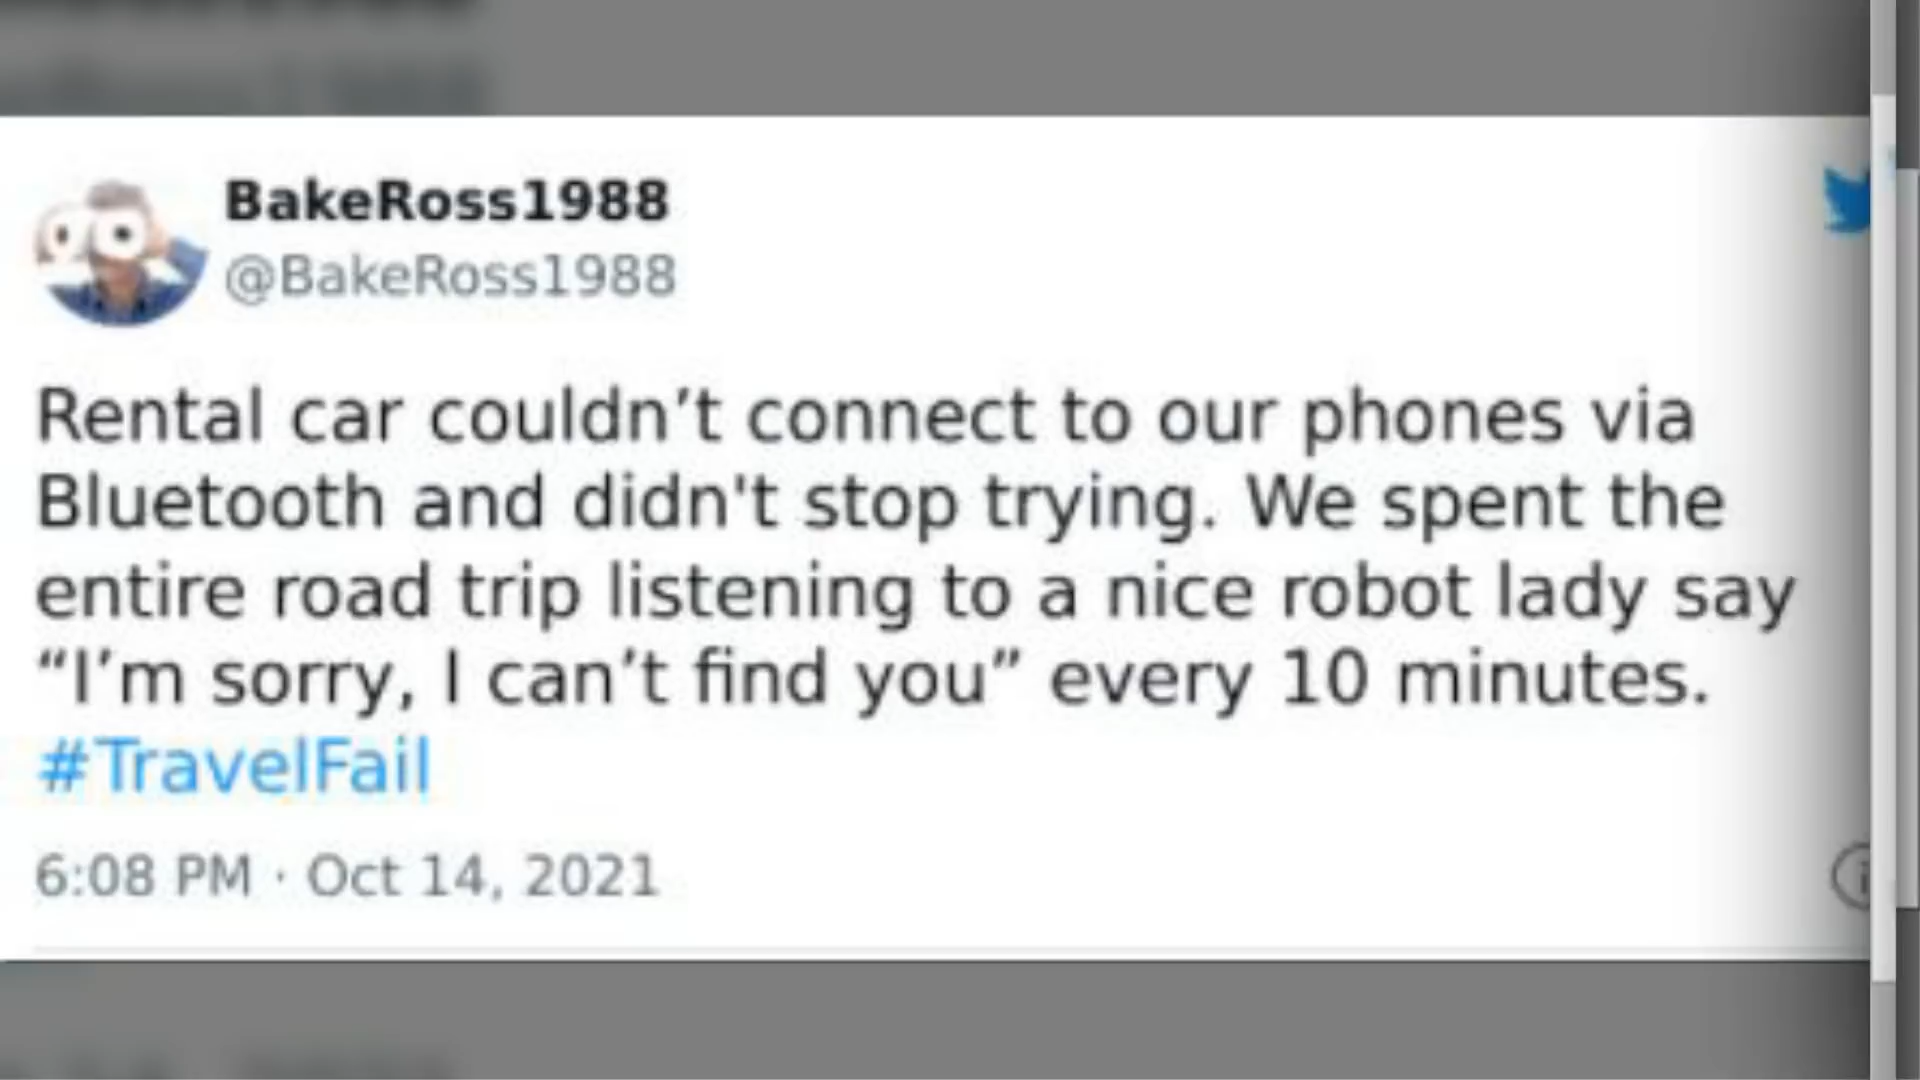 BakeRoss1988
@BakeRoss1988
Rental car couldn’t connect to our phones via
Bluetooth and didn't stop trying. We spent the
entire road trip listening to a nice robot lady say
“I’m sorry, I can’t find you” every 10 minutes.
#TravelFail
6:08 PM · Oct 14, 2021